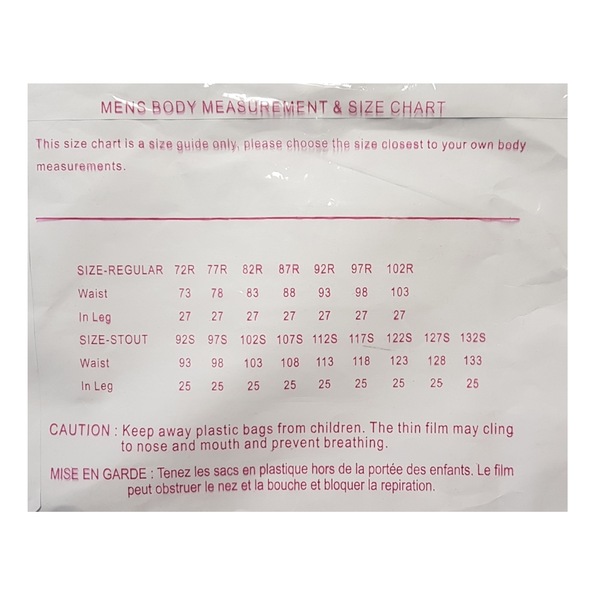 MENS BODY MEASUREMENT & SIZE CHART
This size chart is a size guide only, please choose the size closest to your own body
measurements.
SIZE-REGULAR 72R 77R 82R 87R 92R 97R 102R
Waist 73 78 83 88 93 98 103
In Leg 27 27 27 27 27 27 27
SIZE-STOUT 92S 97S 102S 107S 112S 117S 122S 127S 132S
Waist 93 98 103 108 113 118 123 128 133
In Leg 25 25 25 25 25 25 25 25 25
CAUTION : Keep away plastic bags from children. The thin film may cling
to nose and mouth and prevent breathing.
MISE EN GARDE : Tenez les sacs en plastique hors de la portée des enfants. Le film
peut obstruer le nez et la bouche et bloquer la repiration.